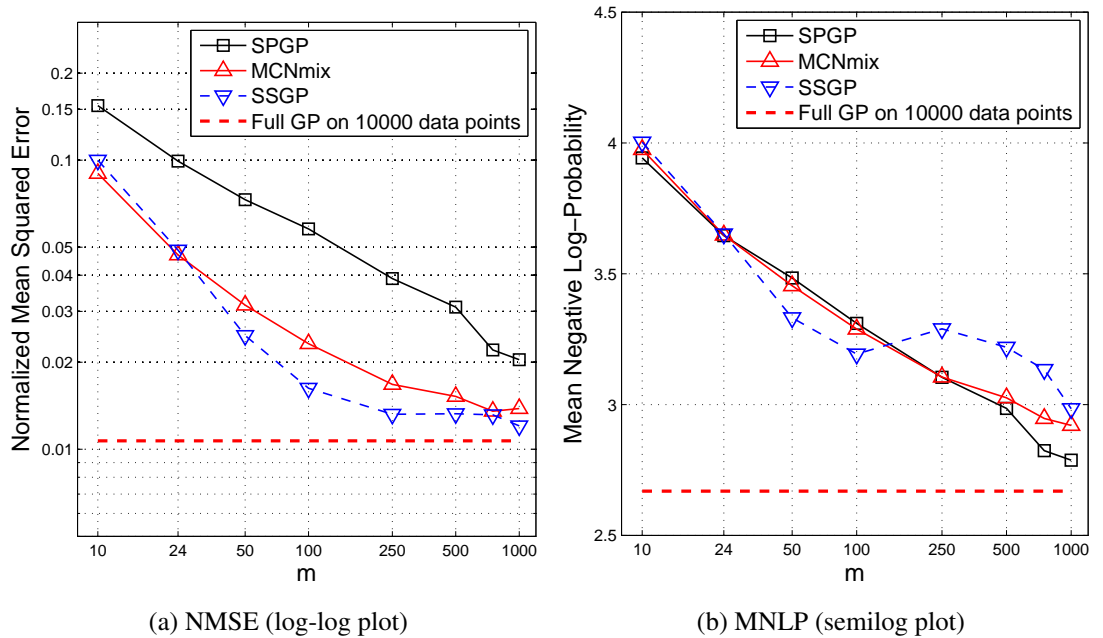 SPGP
MCNmix
SSGP
Full GP on 10000 data points
Normalized Mean Squared Error
0.2
0.15
0.1
0.05
0.04
0.03
0.02
0.01
10
24
50
100
250
500
1000
m
(a) NMSE (log-log plot)
SPGP
MCNmix
SSGP
Full GP on 10000 data points
Mean Negative Log−Probability
4.5
4
3.5
3
2.5
10
24
50
100
250
500
1000
m
(b) MNLP (semilog plot)